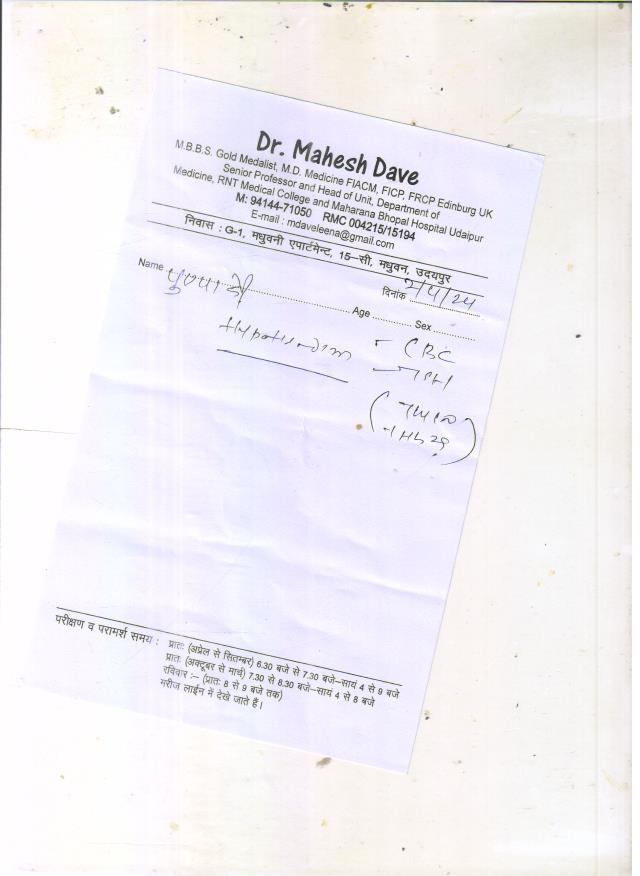 Dr. Mahesh Dave
M.B.B.S. Gold Medalist, M.D. Medicine FIACM, FICP, FRCP Edinburg UK
Senior Professor and Head of Unit, Department of
Medicine, RNT Medical College and Maharana Bhopal Hospital Udaipur
M: 94144-71050 RMC 004215/15194
E-mail : mdaveleena@gmail.com
निवास : G-1, मधुवनी एपार्टमेन्ट, 15–सी, मधुवन, उदयपुर
दिनांक 2/4/24
Name .............................. Age ............ Sex ............
CBC
परीक्षण व परामर्श समय : प्रातः (अप्रेल से सितम्बर) 6.30 बजे से 7.30 बजे–सायं 4 से 9 बजे
प्रातः (अक्टूबर से मार्च) 7.30 से 8.30 बजे–सायं 4 से 8 बजे
रविवार :– (प्रातः 8 से 9 बजे तक)
मरीज लाईन में देखे जाते हैं।